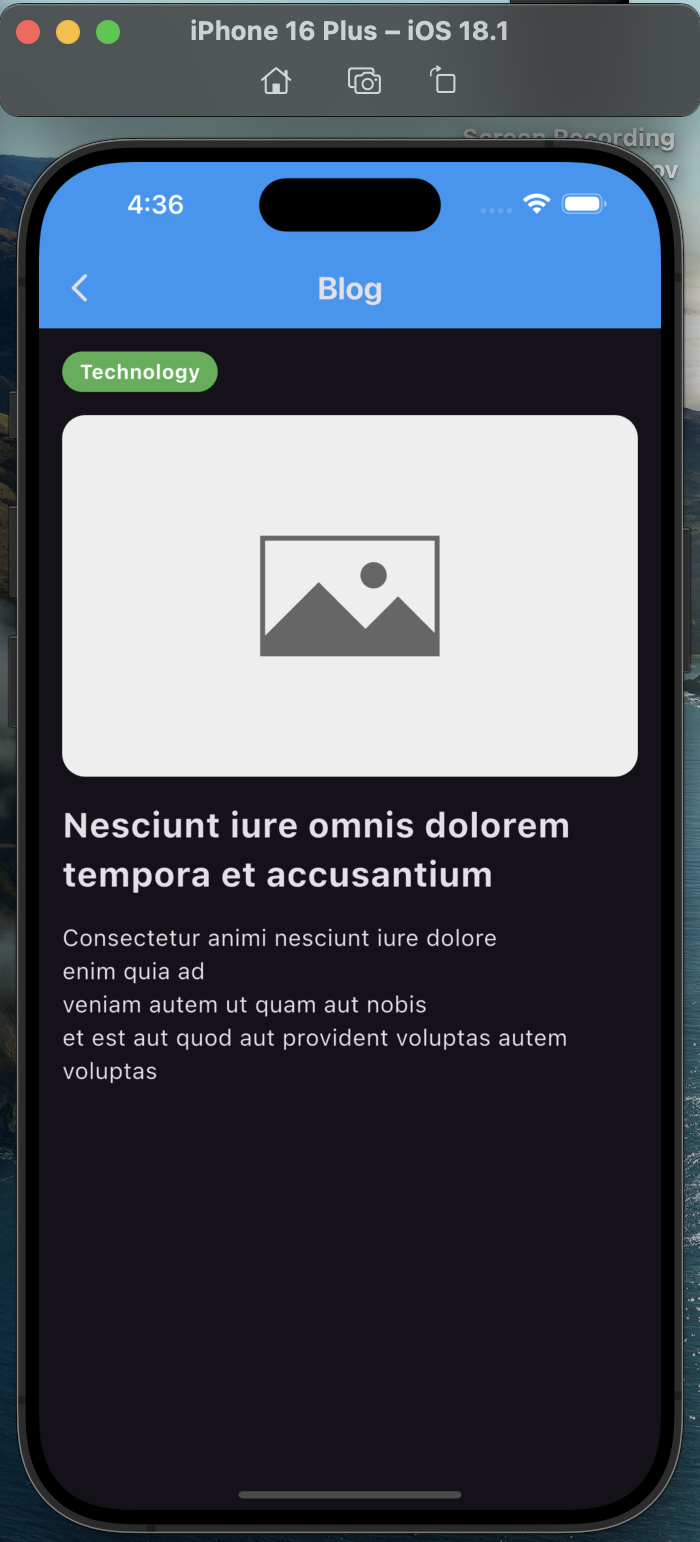 iPhone 16 Plus – iOS 18.1
Screen Recording
ov
4:36
Blog
Technology
Nesciunt iure omnis dolorem
tempora et accusantium
Consectetur animi nesciunt iure dolore
enim quia ad
veniam autem ut quam aut nobis
et est aut quod aut provident voluptas autem
voluptas